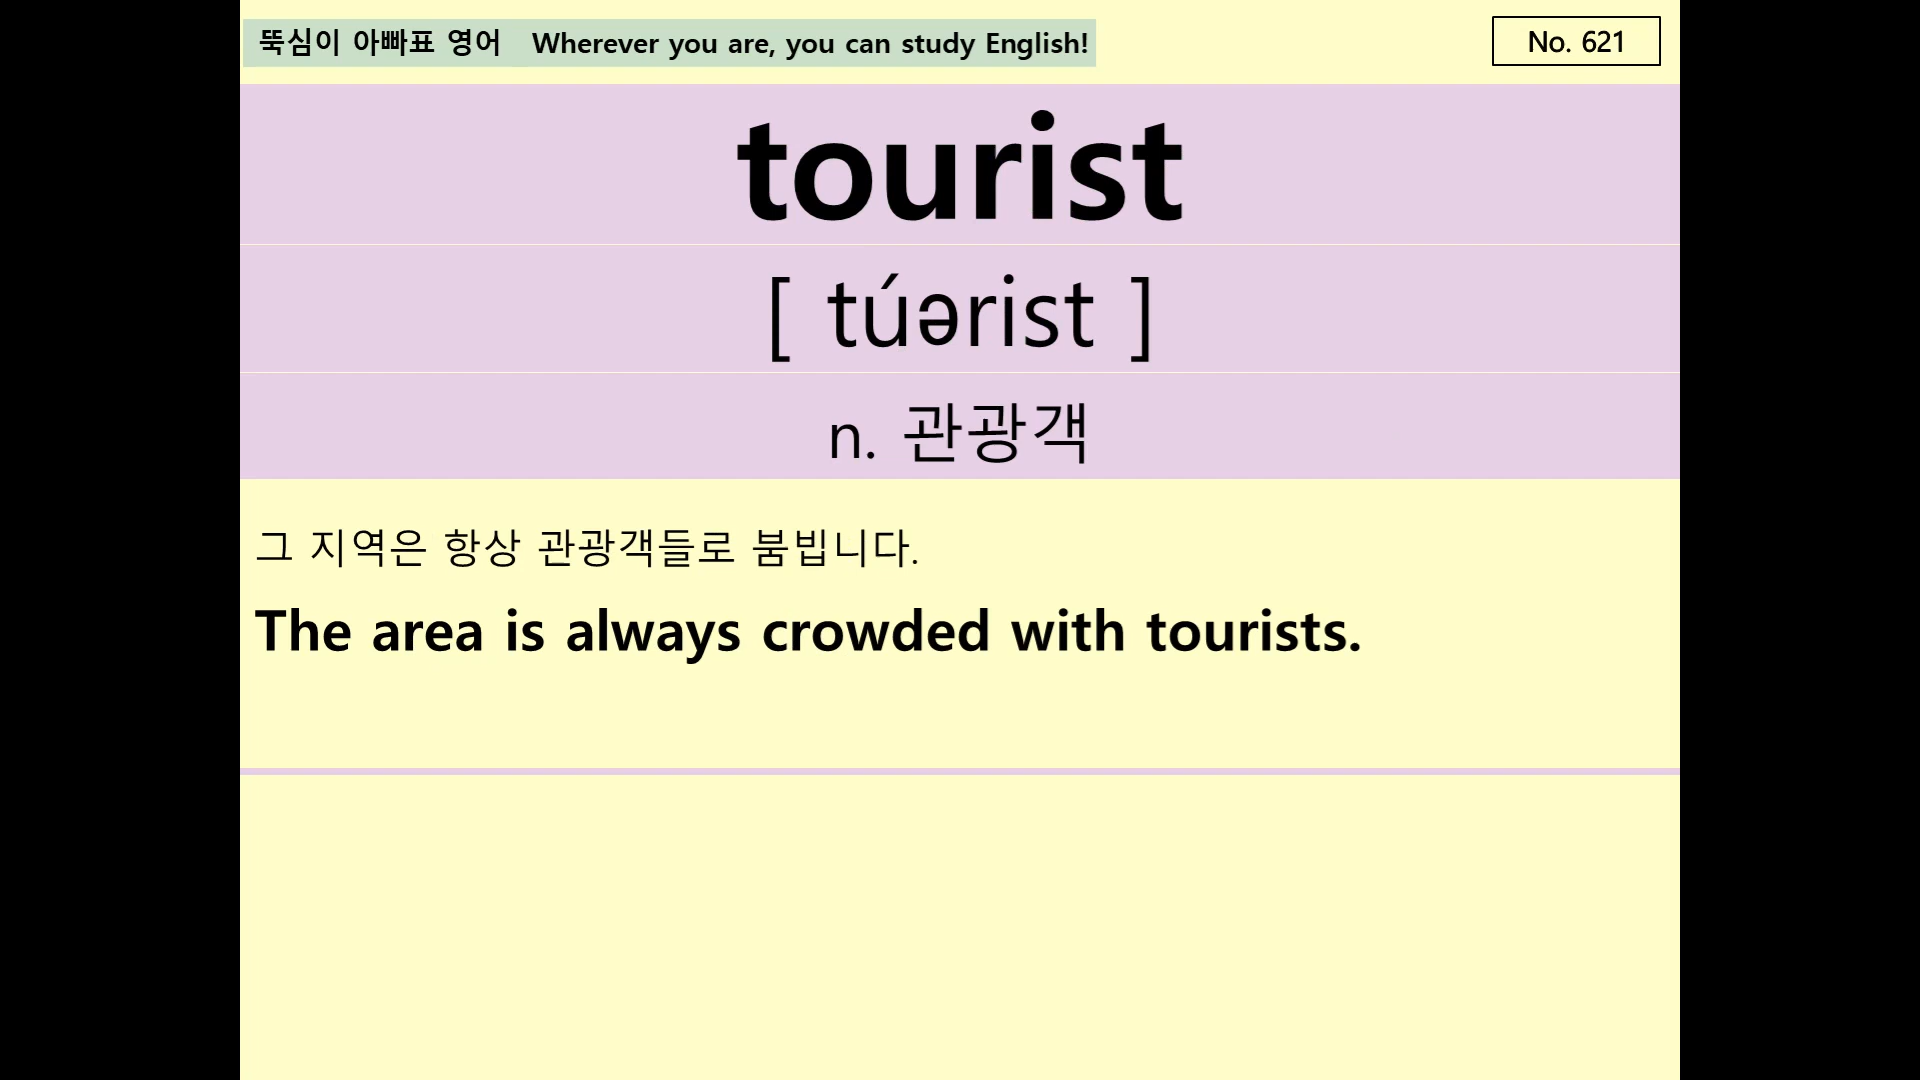 뚝심이 아빠표 영어 Wherever you are, you can study English!
No. 621
tourist
[ túərist ]
n. 관광객
그 지역은 항상 관광객들로 붐빕니다.
The area is always crowded with tourists.